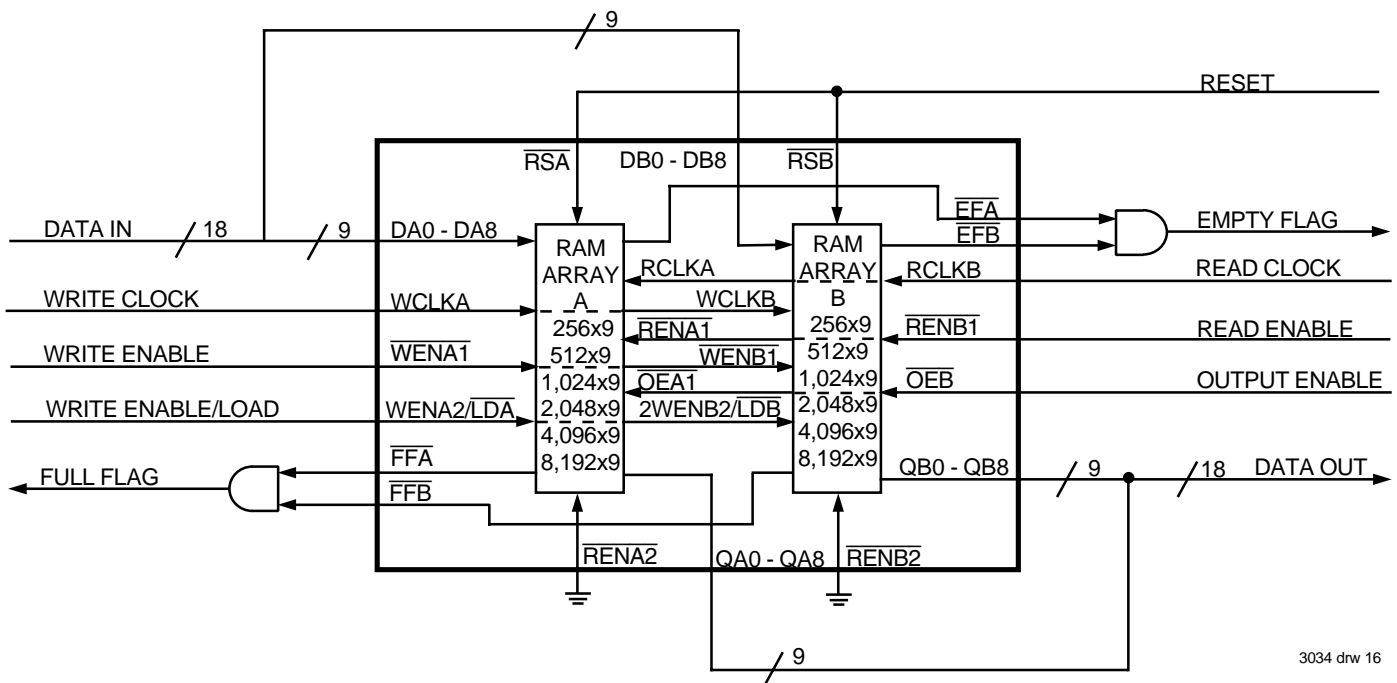 9
RESET
RSA
DB0 - DB8
RSB
DATA IN
18
9
DA0 - DA8
RAM
ARRAY
A
256x9
512x9
1,024x9
2,048x9
4,096x9
8,192x9
RAM
ARRAY
B
256x9
512x9
1,024x9
2,048x9
4,096x9
8,192x9
EFA
EFB
EMPTY FLAG
RCLKA
RCLKB
READ CLOCK
WRITE CLOCK
WCLKA
WCLKB
RENA1
RENB1
READ ENABLE
WRITE ENABLE
WENA1
WENB1
OEA1
OEB
OUTPUT ENABLE
WRITE ENABLE/LOAD
WENA2/LDA
2WENB2/LDB
FFA
FULL FLAG
FFB
QB0 - QB8
9
18
DATA OUT
RENA2
QA0 - QA8
RENB2
9
3034 drw 16